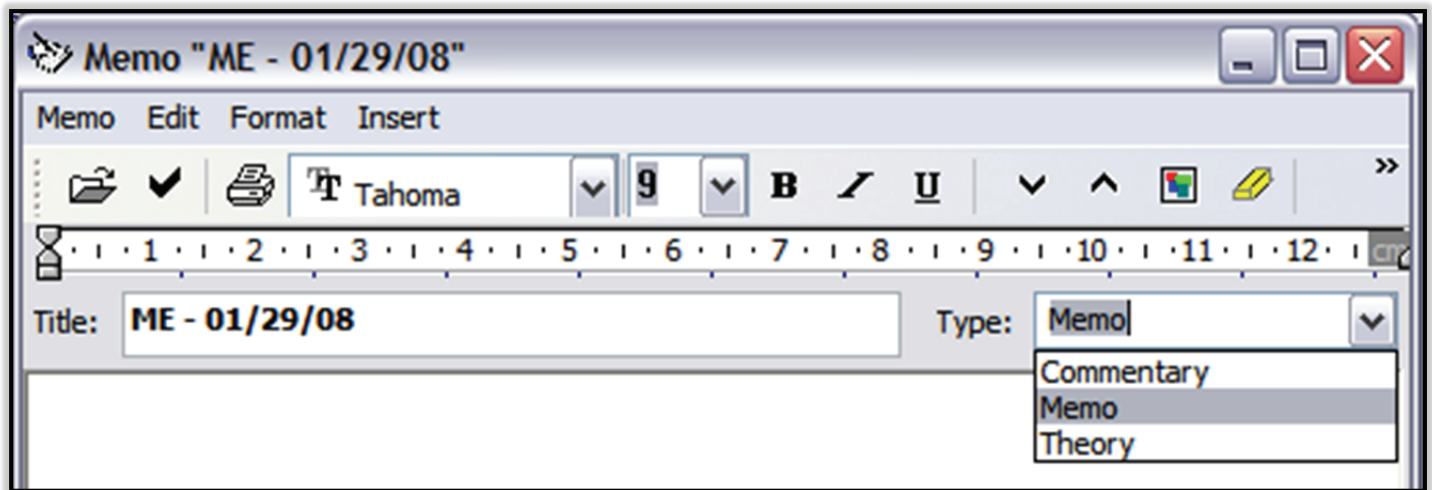 Memo "ME - 01/29/08"
Memo Edit Format Insert
Tahoma 9 B I U »
1 2 3 4 5 6 7 8 9 10 11 12 cm
Title: ME - 01/29/08 Type: Memo
Commentary
Memo
Theory